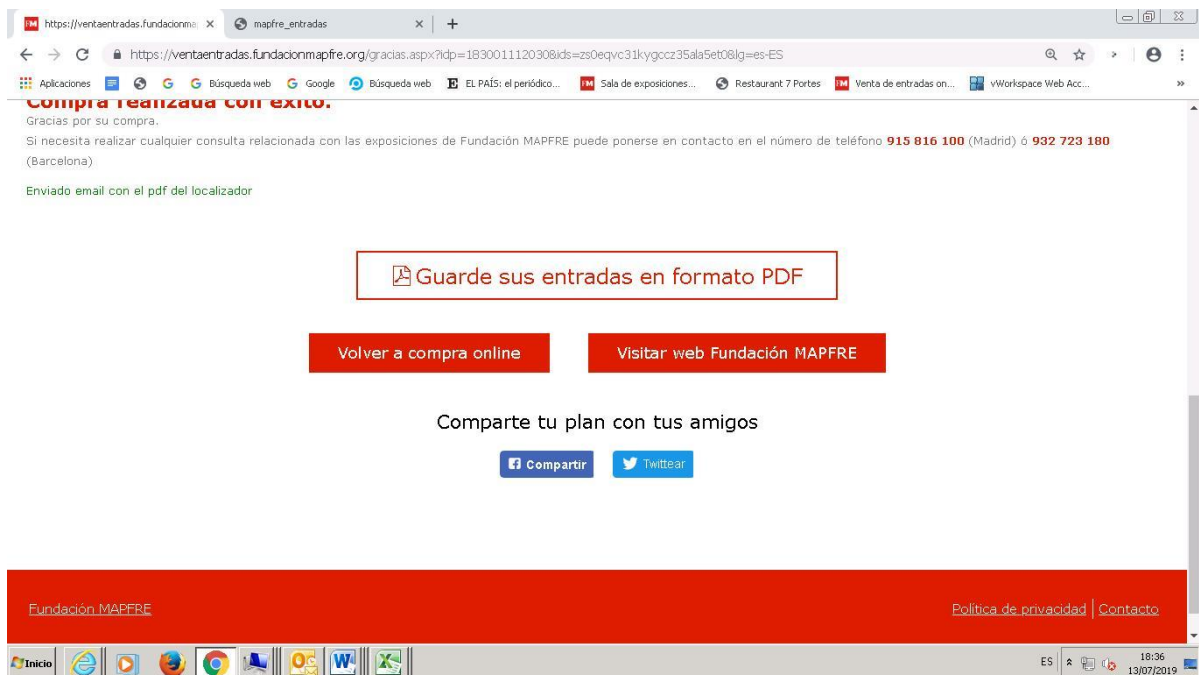 https://ventaentradas.fundacionma
mapfre_entradas
https://ventaentradas.fundacionmapfre.org/gracias.aspx?idp=18300111203​0&ids=zs0eqvc31kygccz35ala5et0&lg=es-ES
Aplicaciones
Búsqueda web
Google
Búsqueda web
EL PAÍS: el periódico...
FM
Sala de exposiciones...
Restaurant 7 Portes
FM
Venta de entradas on...
vWorkspace Web Acc...
Compra realizada con éxito.
Gracias por su compra.
Si necesita realizar cualquier consulta relacionada con las exposiciones de Fundación MAPFRE puede ponerse en contacto en el número de teléfono 915 816 100 (Madrid) ó 932 723 180
(Barcelona)
Enviado email con el pdf del localizador
Guarde sus entradas en formato PDF
Volver a compra online
Visitar web Fundación MAPFRE
Comparte tu plan con tus amigos
Compartir
Twittear
Fundación MAPFRE
Política de privacidad
Contacto
Inicio
ES
18:36
13/07/2019